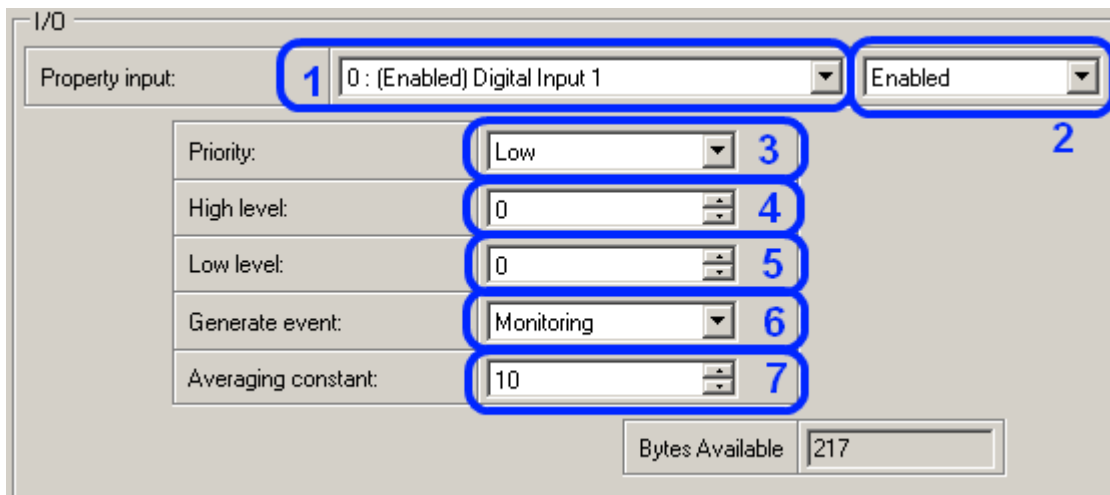 I/O
Property input: 1 0 : (Enabled) Digital Input 1 Enabled
2
Priority: Low 3
High level: 0 4
Low level: 0 5
Generate event: Monitoring 6
Averaging constant: 10 7
Bytes Available 217